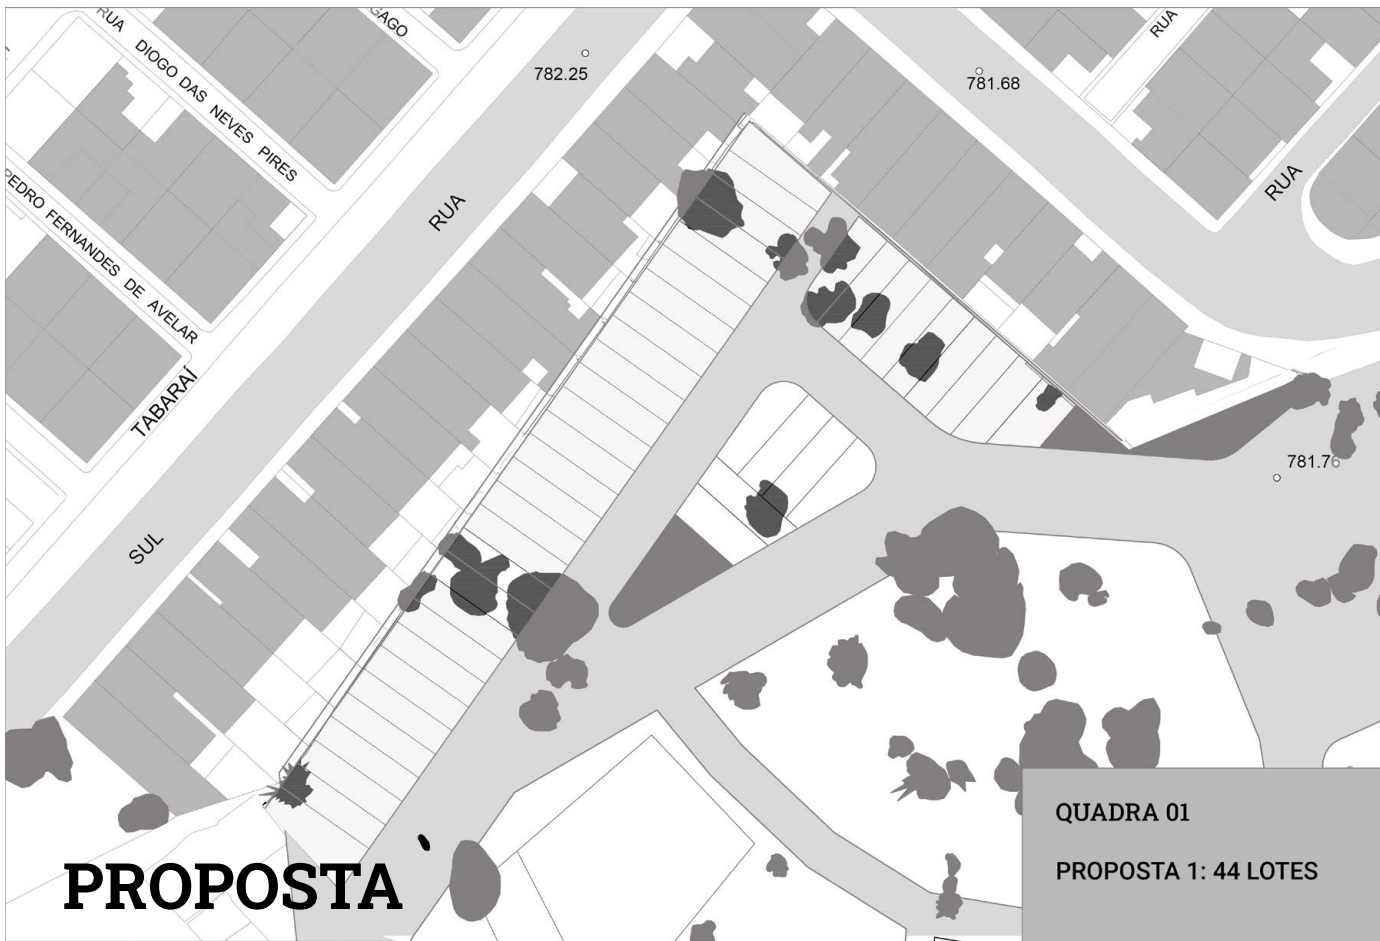 RUA DIOGO DAS NEVES PIRES
GAGO
782.25
781.68
RUA
PEDRO FERNANDES DE AVELAR
RUA
RUA
TABARAÍ
SUL
781.76
QUADRA 01
PROPOSTA 1: 44 LOTES
PROPOSTA